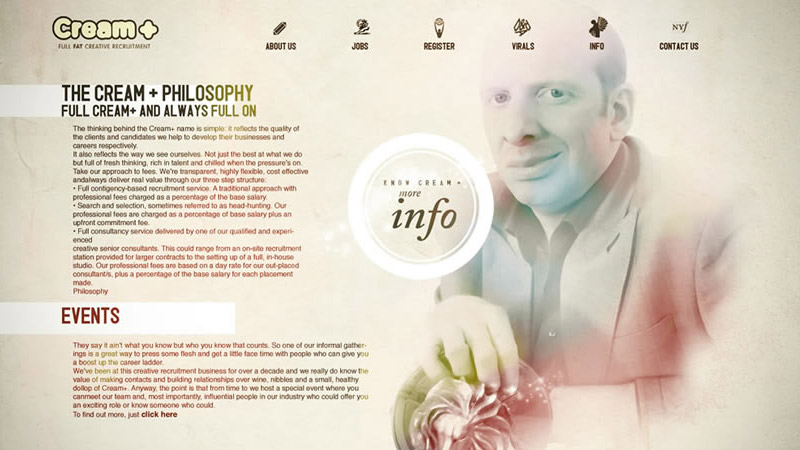 Cream+
FULL FAT CREATIVE RECRUITMENT
ABOUT US
JOBS
REGISTER
VIRALS
INFO
NYf
CONTACT US
THE CREAM + PHILOSOPHY
FULL CREAM+ AND ALWAYS FULL ON
The thinking behind the Cream+ name is simple: it reflects the quality of
the clients and candidates we help to develop their businesses and
careers respectively.
It also reflects the way we see ourselves. Not just the best at what we do
but full of fresh thinking, rich in talent and chilled when the pressure's on.
Take our approach to fees. We're transparent, highly flexible, cost effective
andalways deliver real value through our three step structure:
• Full contigency-based recruitment service. A traditional approach with
professional fees charged as a percentage of the base salary.
• Search and selection, sometimes referred to as head-hunting. Our
professional fees are charged as a percentage of base salary plus an
upfront commitment fee.
• Full consultancy service delivered by one of our qualified and experi-
enced
creative senior consultants. This could range from an on-site recruitment
station provided for larger contracts to the setting up of a full, in-house
studio. Our professional fees are based on a day rate for our out-placed
consultant/s, plus a percentage of the base salary for each placement
made.
Philosophy
KNOW CREAM +
more
info
EVENTS
They say it ain't what you know but who you know that counts. So one of our informal gather-
ings is a great way to press some flesh and get a little face time with people who can give you
a boost up the career ladder.
We've been at this creative recruitment business for over a decade and we really do know the
value of making contacts and building relationships over wine, nibbles and a small, healthy
dollop of Cream+. Anyway, the point is that from time to we host a special event where you
canmeet our team and, most importantly, influential people in our industry who could offer you
an exciting role or know someone who could.
To find out more, just click here